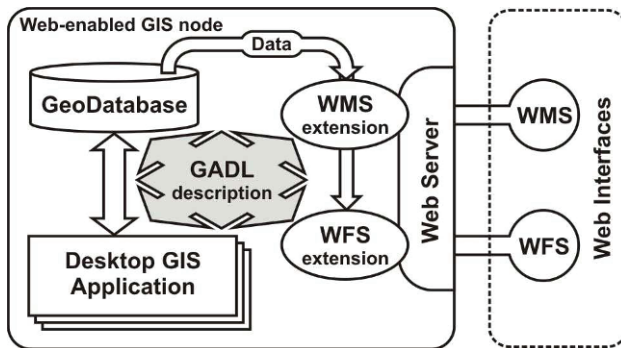 Web-enabled GIS node
Data
GeoDatabase
WMS
extension
GADL
description
WFS
extension
Desktop GIS
Application
Web Server
WMS
WFS
Web Interfaces